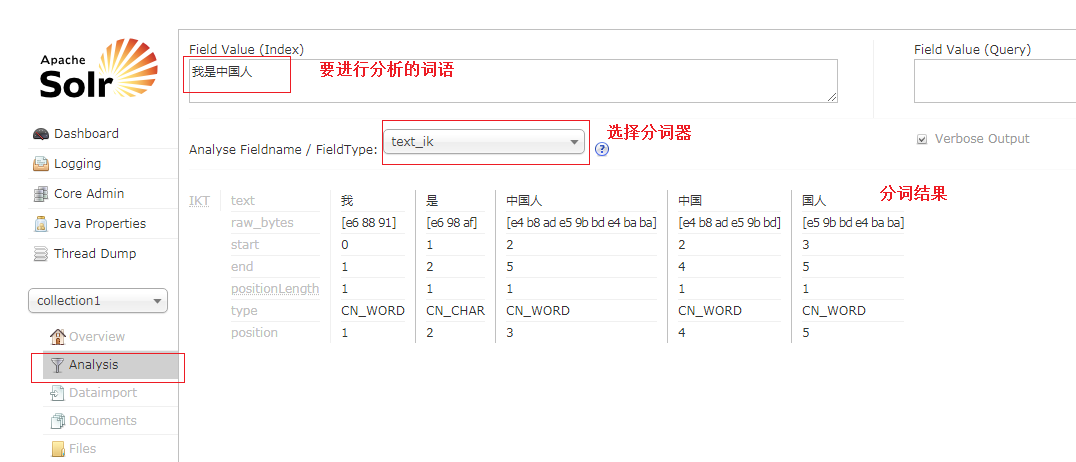 Apache
Solr
Dashboard
Logging
Core Admin
Java Properties
Thread Dump
collection1
Overview
Analysis
Dataimport
Documents
Files
Field Value (Index)
我是中国人
要进行分析的词语
Field Value (Query)
Analyse Fieldname / FieldType: text_ik ?
选择分词器
Verbose Output
分词结果
IKT text 我 是 中国人 中国 国人
raw_bytes [e6 88 91] [e6 98 af] [e4 b8 ad e5 9b bd e4 ba ba] [e4 b8 ad e5 9b bd] [e5 9b bd e4 ba ba]
start 0 1 2 2 3
end 1 2 5 4 5
positionLength 1 1 1 1 1
type CN_WORD CN_CHAR CN_WORD CN_WORD CN_WORD
position 1 2 3 4 5